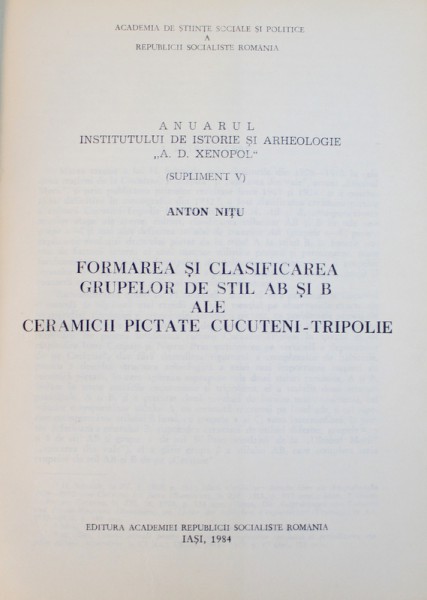 ACADEMIA DE ȘTIINȚE SOCIALE ȘI POLITICE
A
REPUBLICII SOCIALISTE ROMÂNIA
ANUARUL
INSTITUTULUI DE ISTORIE ȘI ARHEOLOGIE
„A. D. XENOPOL"
(SUPLIMENT V)
ANTON NIȚU
FORMAREA ȘI CLASIFICAREA
GRUPELOR DE STIL AB ȘI B
ALE
CERAMICII PICTATE CUCUTENI-TRIPOLIE
EDITURA ACADEMIEI REPUBLICII SOCIALISTE ROMÂNIA
IAȘI, 1984